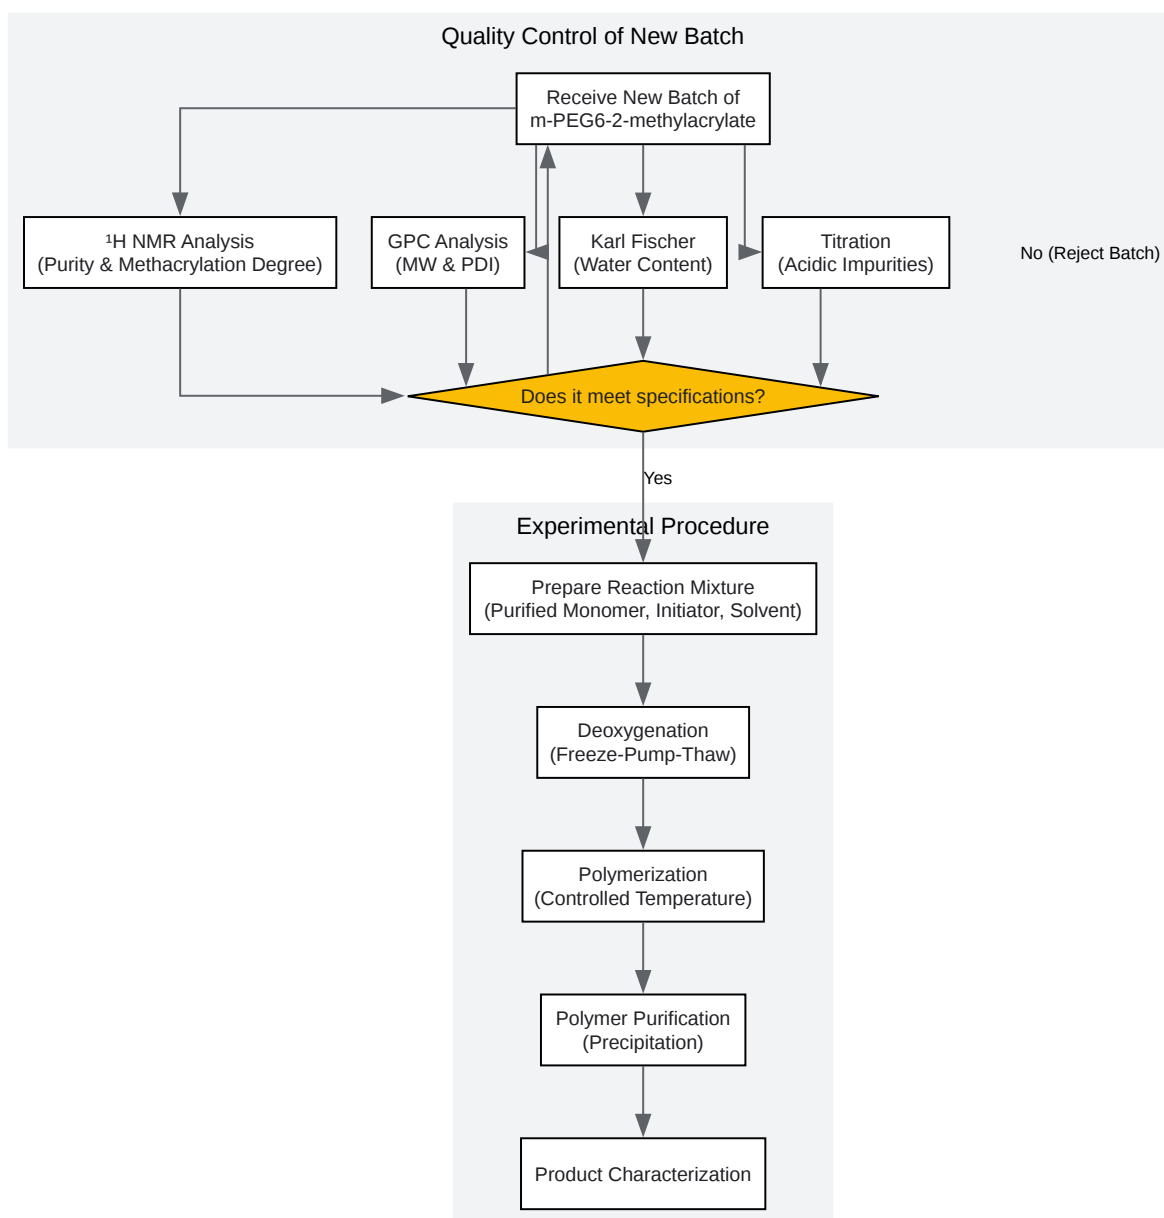 Quality Control of New Batch
Receive New Batch of
m-PEG6-2-methylacrylate
¹H NMR Analysis
(Purity & Methacrylation Degree)
GPC Analysis
(MW & PDI)
Karl Fischer
(Water Content)
Titration
(Acidic Impurities)
No (Reject Batch)
Does it meet specifications?
Yes
Experimental Procedure
Prepare Reaction Mixture
(Purified Monomer, Initiator, Solvent)
Deoxygenation
(Freeze-Pump-Thaw)
Polymerization
(Controlled Temperature)
Polymer Purification
(Precipitation)
Product Characterization